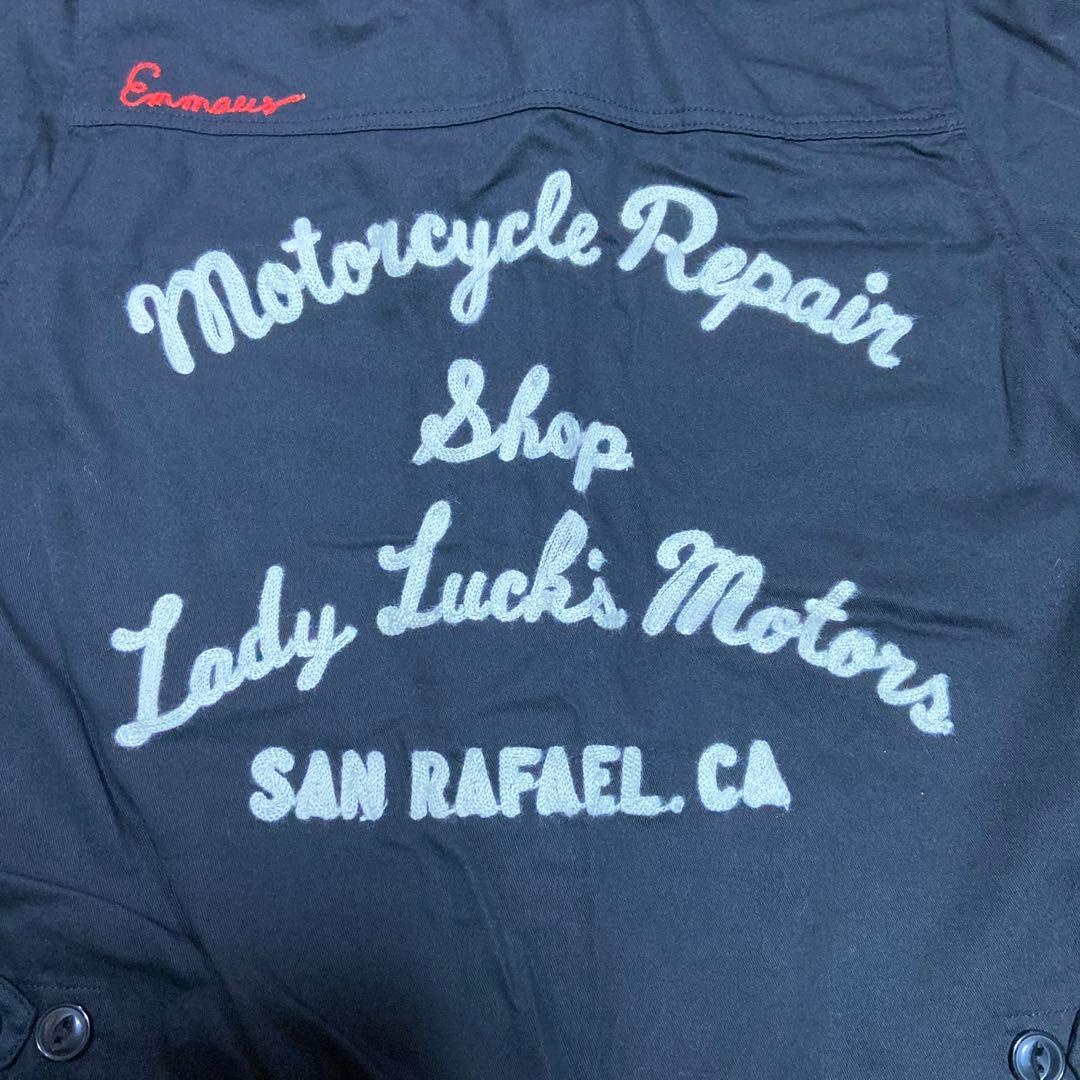 Emmaus
Motorcycle Repair
Shop
Lady Luck's Motors
SAN RAFAEL. CA